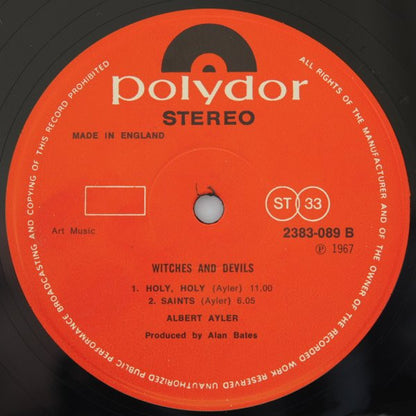 polydor
STEREO
MADE IN ENGLAND
ST 33
Art Music
2383-089 B
Ⓟ 1967
WITCHES AND DEVILS
1. HOLY, HOLY (Ayler) 11.00
2. SAINTS (Ayler) 6.05
ALBERT AYLER
Produced by Alan Bates
ALL RIGHTS OF THE MANUFACTURER AND OF THE OWNER OF THE RECORDED WORK RESERVED UNAUTHORIZED PUBLIC PERFORMANCE BROADCASTING AND COPYING OF THIS RECORD PROHIBITED